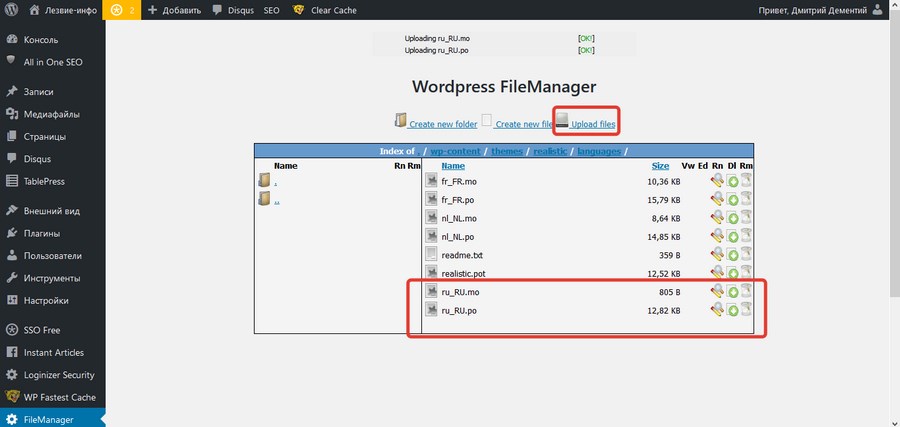 Лезвие-инфо 2 Добавить Disqus SEO Clear Cache Привет, Дмитрий Дементий
Консоль
All in One SEO
Записи
Медиафайлы
Страницы
Disqus
TablePress
Внешний вид
Плагины
Пользователи
Инструменты
Настройки
SSO Free
Instant Articles
Loginizer Security
WP Fastest Cache
FileManager
Uploading ru_RU.mo [OK!]
Uploading ru_RU.po [OK!]
Wordpress FileManager
Create new folder Create new file Upload files
Index of / wp-content / themes / realistic / languages /
Name Rn Rm
.
..
Name Size Vw Ed Rn Dl Rm
fr_FR.mo 10,36 KB
fr_FR.po 15,79 KB
nl_NL.mo 8,64 KB
nl_NL.po 14,85 KB
readme.txt 359 B
realistic.pot 12,52 KB
ru_RU.mo 805 B
ru_RU.po 12,82 KB